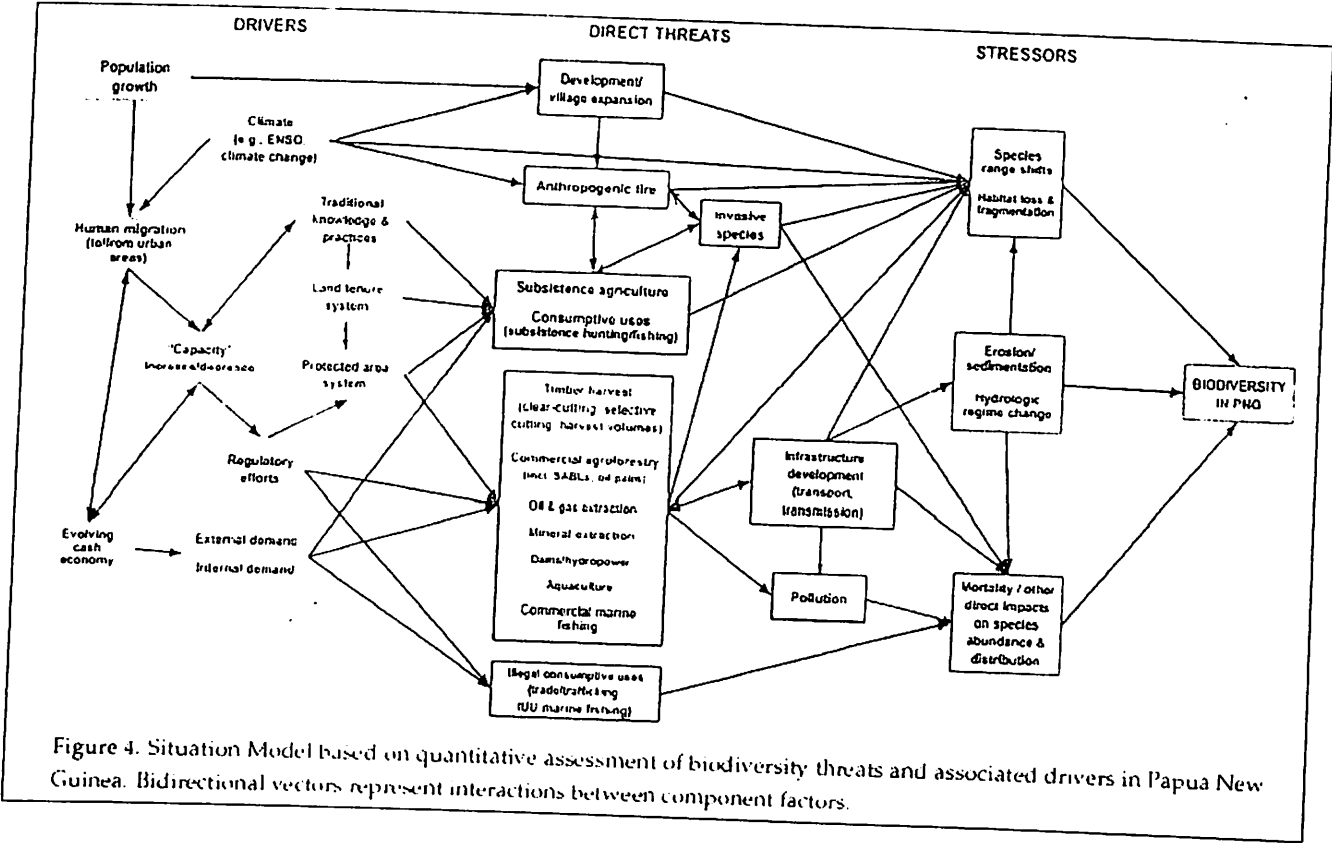 DRIVERS
DIRECT THREATS
STRESSORS
Population
growth
Climate
(e.g., ENSO,
climate change)
Human migration
(to/from urban
areas)
Traditional
knowledge &
practices
Land tenure
system
Protected area
system
"Capacity"
increase/decrease
Regulatory
efforts
Evolving
cash
economy
External demand
Internal demand
Development/
village expansion
Anthropogenic fire
Invasive
species
Subsistence agriculture
Consumptive uses
(subsistence hunting/fishing)
Timber harvest
(clear-cutting, selective
cutting, harvest volumes)
Commercial agroforestry
(incl. SABLs, oil palm)
Oil & gas extraction
Mineral extraction
Dams/hydropower
Aquaculture
Commercial marine
fishing
Illegal consumptive uses
(trade/trafficking
IUU marine fishing)
Infrastructure
development
(transport,
transmission)
Pollution
Species
range shifts
Habitat loss &
fragmentation
Erosion/
sedimentation
Hydrologic
regime change
Mortality / other
direct impacts
on species
abundance &
distribution
BIODIVERSITY
IN PNG
Figure 4. Situation Model based on quantitative assessment of biodiversity threats and associated drivers in Papua New
Guinea. Bidirectional vectors represent interactions between component factors.